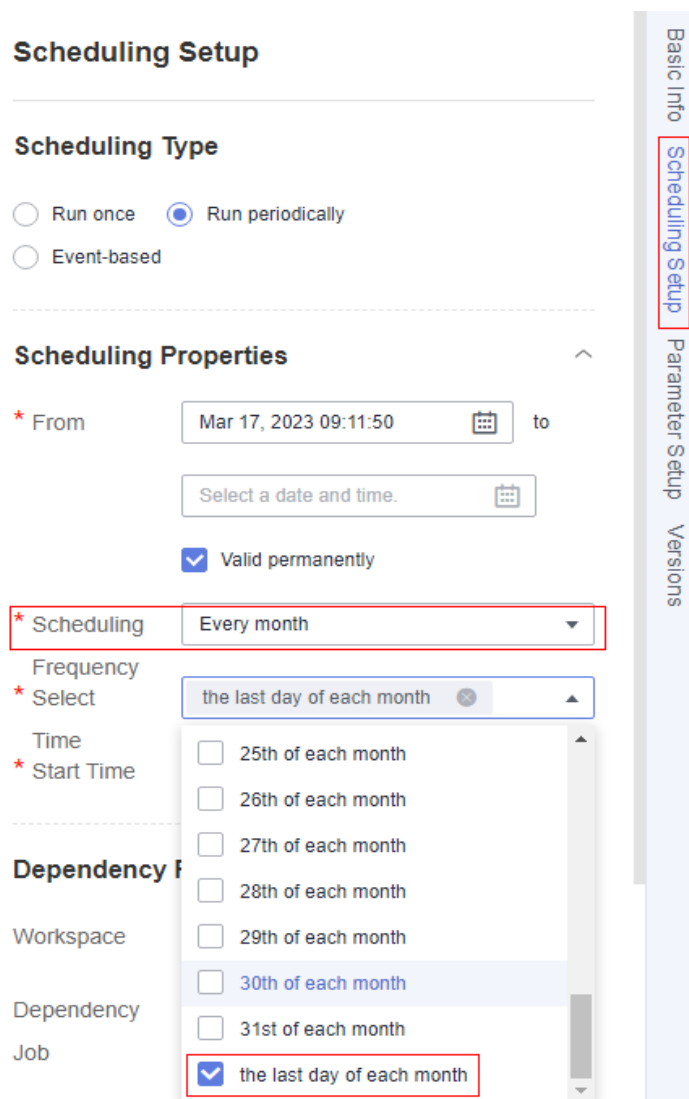 Scheduling Setup
Scheduling Type
Run once
Run periodically
Event-based
Scheduling Properties
* From
Mar 17, 2023 09:11:50
to
Select a date and time.
Valid permanently
* Scheduling
Frequency
Every month
* Select
Time
the last day of each month
* Start Time
25th of each month
26th of each month
27th of each month
28th of each month
29th of each month
30th of each month
31st of each month
the last day of each month
Dependency
Workspace
Dependency
Job
Basic Info
Scheduling Setup
Parameter Setup
Versions